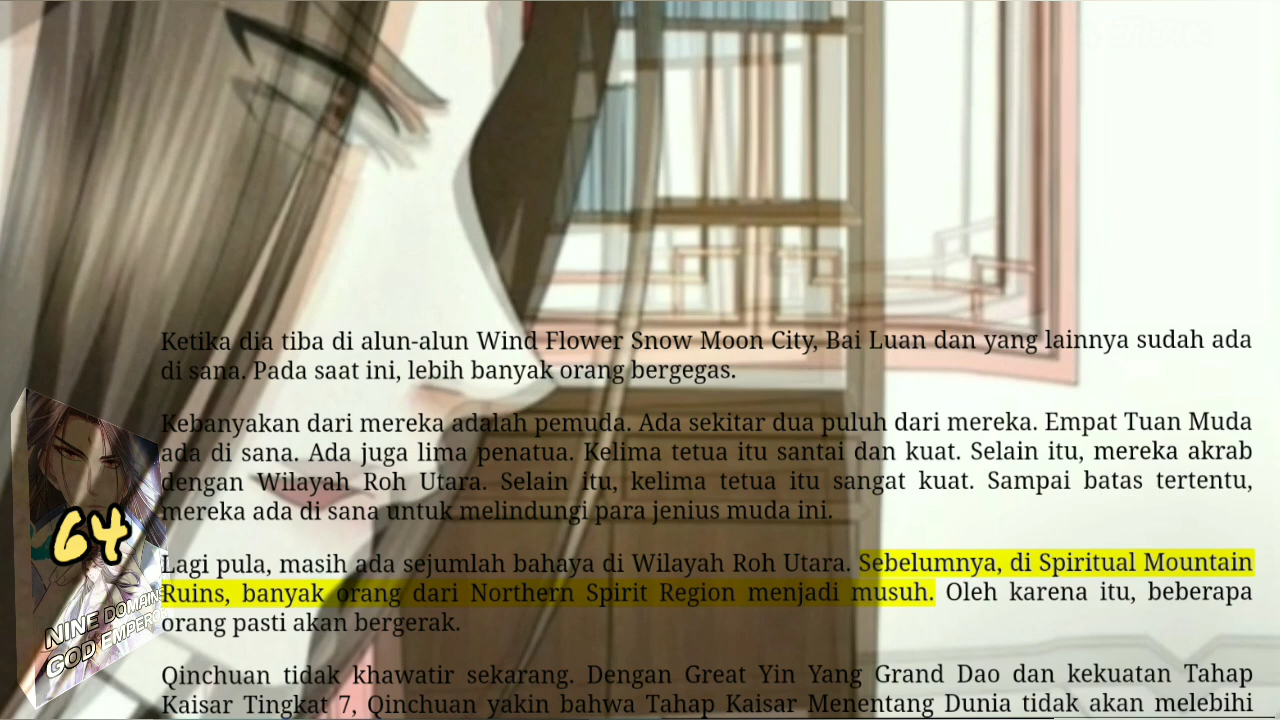 Ketika dia tiba di alun-alun Wind Flower Snow Moon City, Bai Luan dan yang lainnya sudah ada
di sana. Pada saat ini, lebih banyak orang bergegas.
Kebanyakan dari mereka adalah pemuda. Ada sekitar dua puluh dari mereka. Empat Tuan Muda
ada di sana. Ada juga lima penatua. Kelima tetua itu santai dan kuat. Selain itu, mereka akrab
dengan Wilayah Roh Utara. Selain itu, kelima tetua itu sangat kuat. Sampai batas tertentu,
mereka ada di sana untuk melindungi para jenius muda ini.
Lagi pula, masih ada sejumlah bahaya di Wilayah Roh Utara. Sebelumnya, di Spiritual Mountain
Ruins, banyak orang dari Northern Spirit Region menjadi musuh. Oleh karena itu, beberapa
orang pasti akan bergerak.
Qinchuan tidak khawatir sekarang. Dengan Great Yin Yang Grand Dao dan kekuatan Tahap
Kaisar Tingkat 7, Qinchuan yakin bahwa Tahap Kaisar Menentang Dunia tidak akan melebihi
64
NINE DOMAINS
GOD EMPEROR